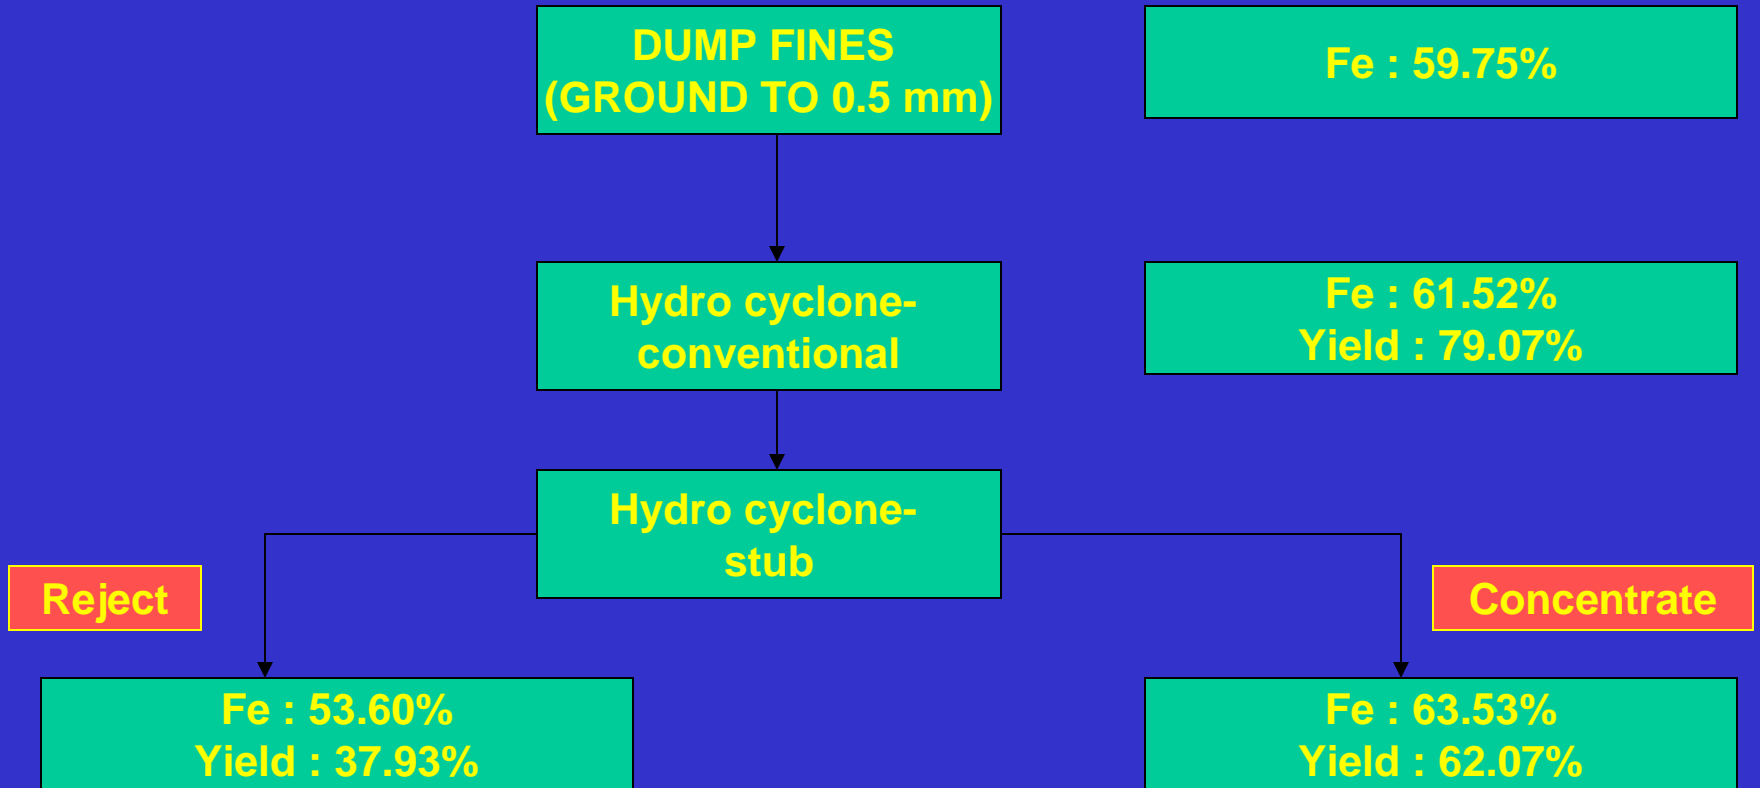 DUMP FINES
(GROUND TO 0.5 mm)
Fe : 59.75%
Hydro cyclone-
conventional
Fe : 61.52%
Yield : 79.07%
Hydro cyclone-
stub
Reject
Concentrate
Fe : 53.60%
Yield : 37.93%
Fe : 63.53%
Yield : 62.07%